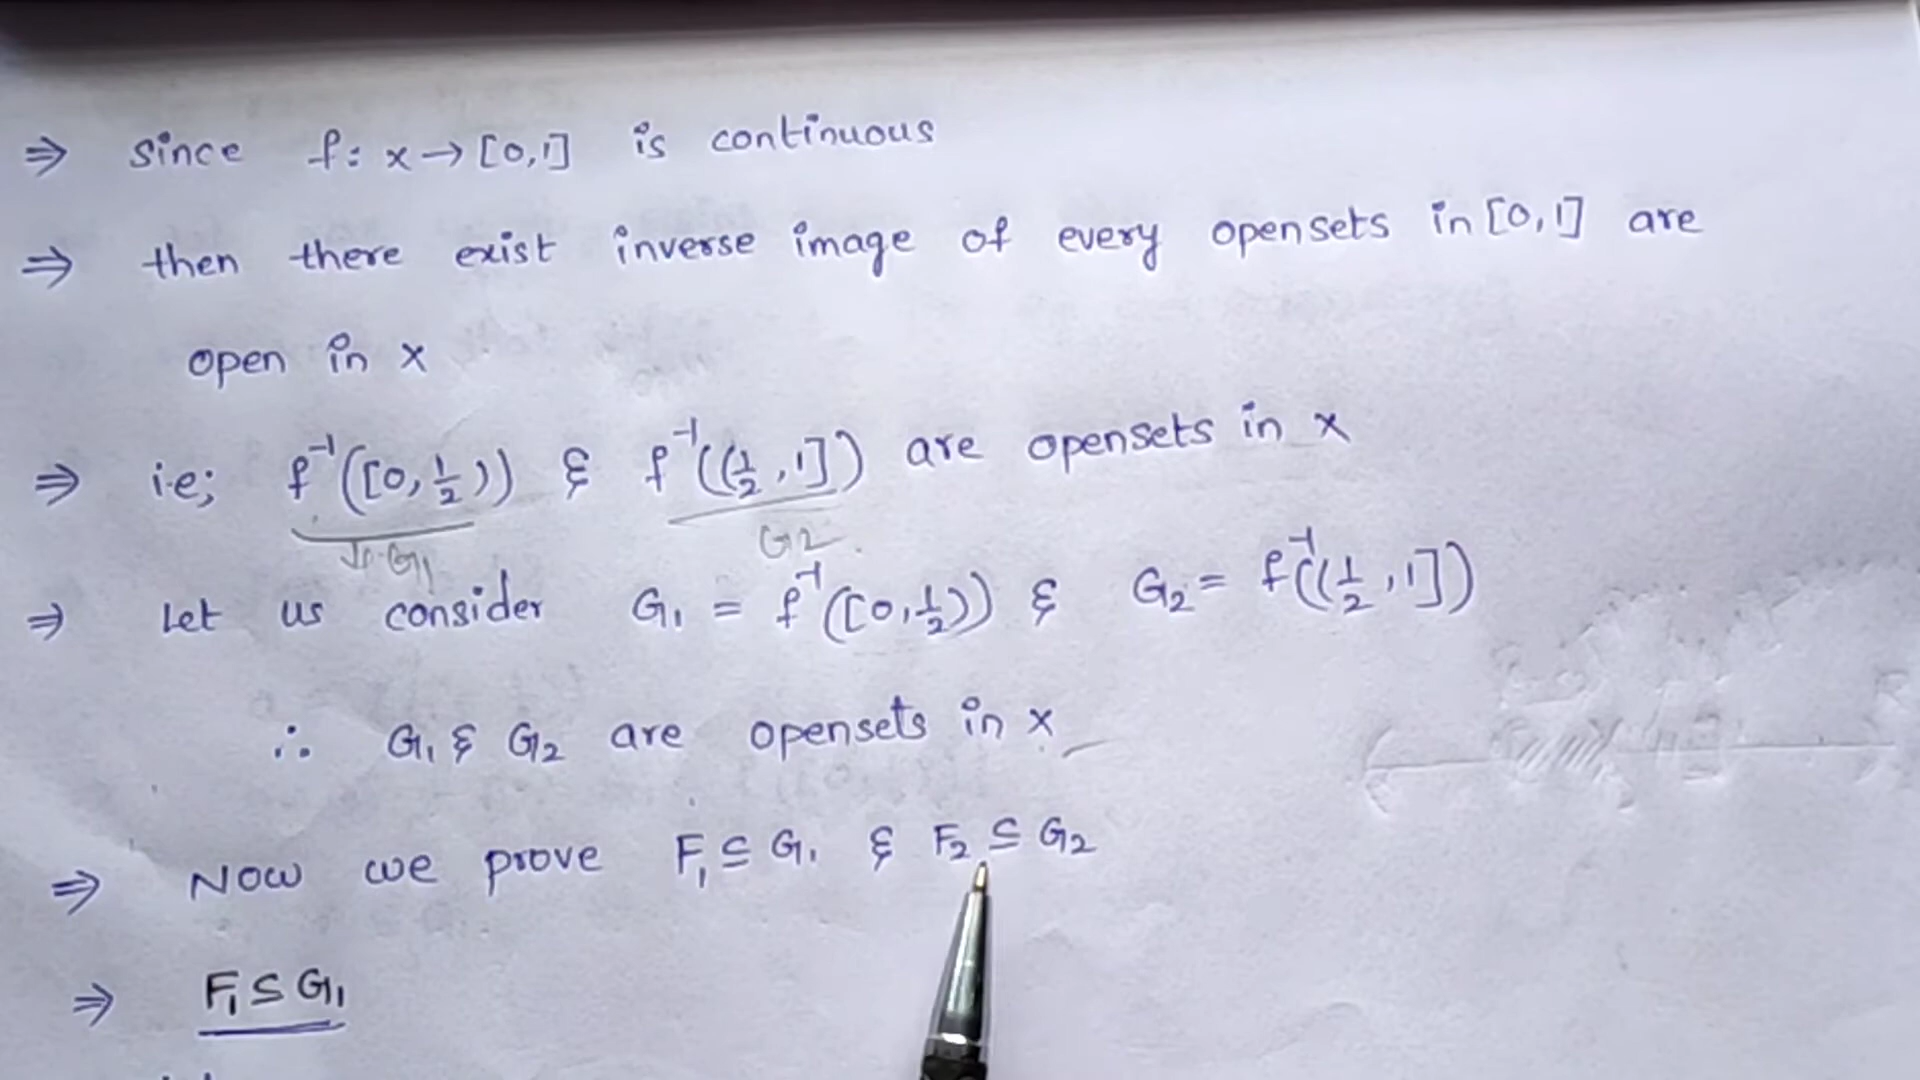 ⇒ since f: x → [0,1] is continuous
⇒ then there exist inverse image of every opensets in [0,1] are
open in x
⇒ i.e; f⁻¹([0,½)) & f⁻¹((½,1]) are opensets in x
G1 G2
⇒ Let us consider G₁ = f⁻¹([0,½)) & G₂ = f⁻¹((½,1])
∴ G₁ & G₂ are opensets in x
⇒ Now we prove F₁ ⊆ G₁ & F₂ ⊆ G₂
⇒ F₁ ⊆ G₁